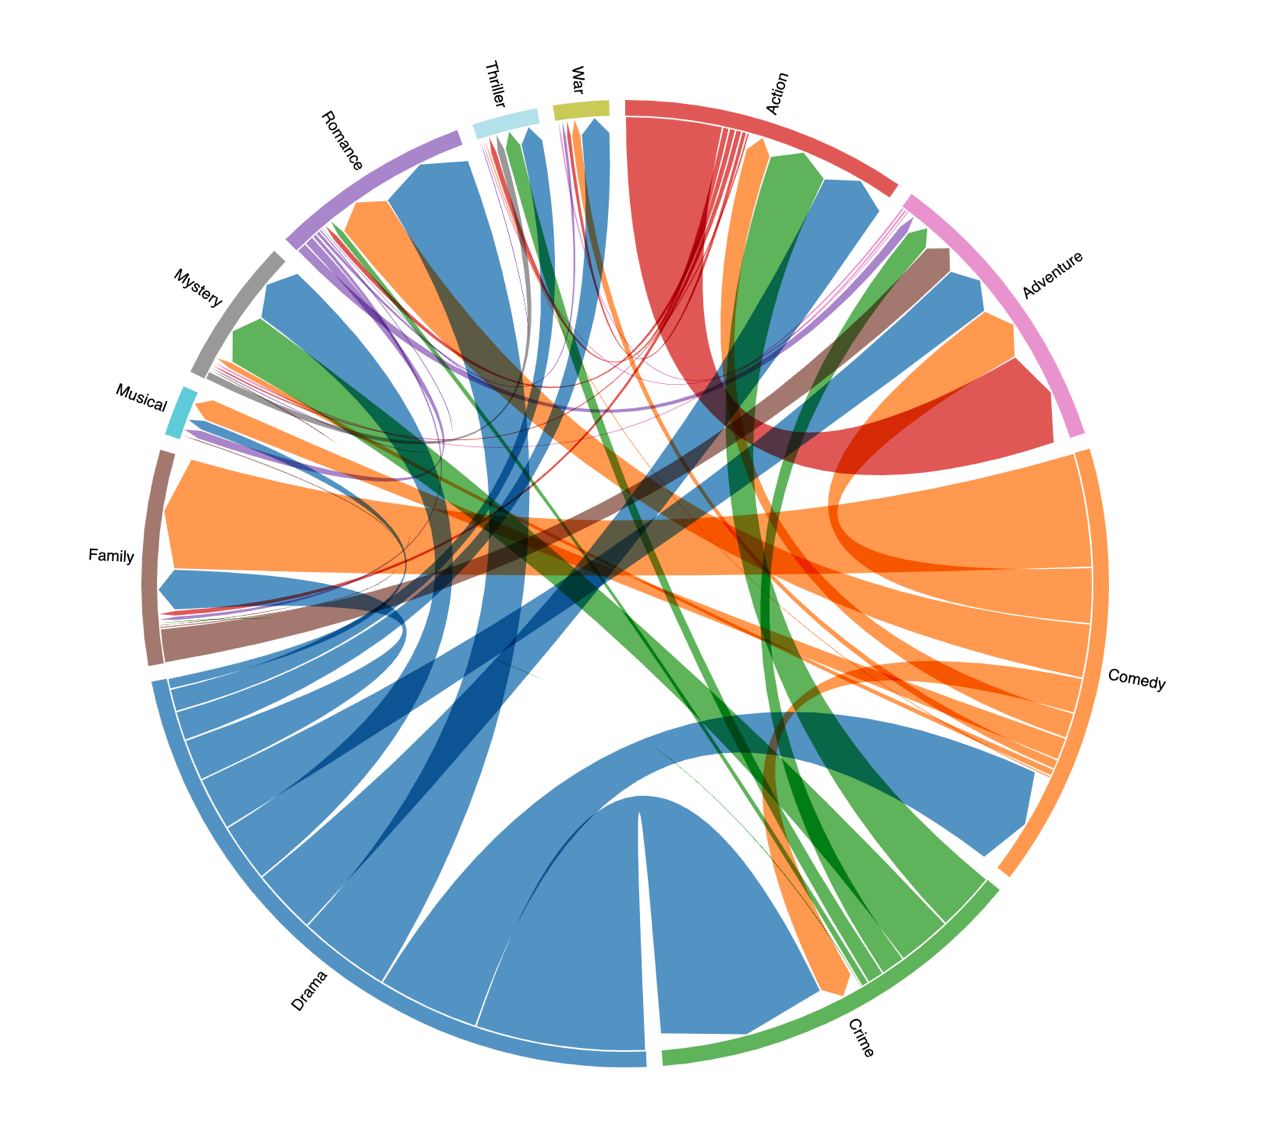 Action
Adventure
Comedy
Crime
Drama
Family
Musical
Mystery
Romance
Thriller
War